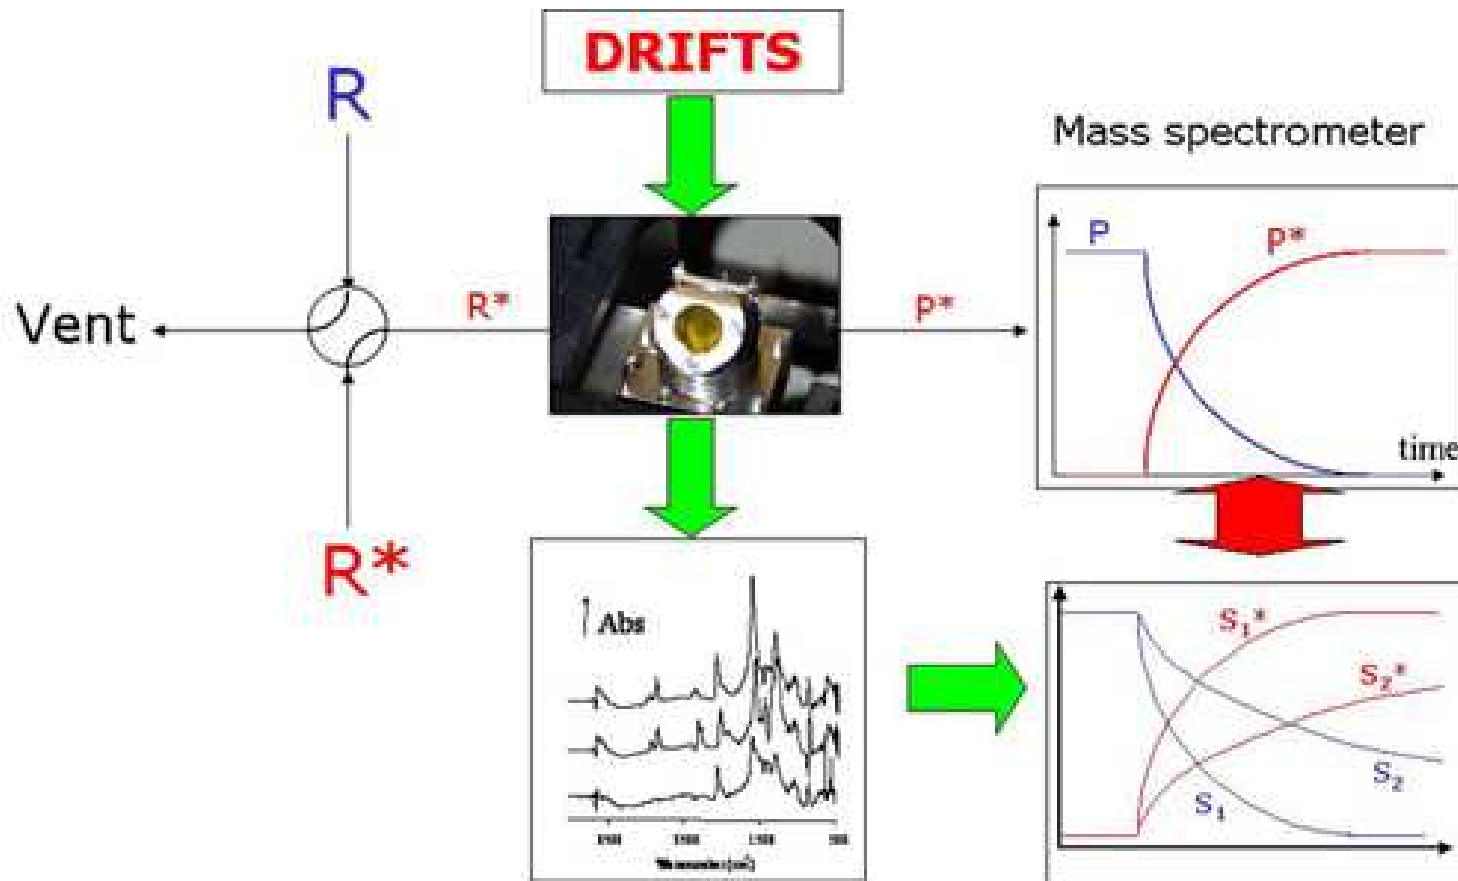 DRIFTS
R
Mass spectrometer
P
P*
Vent
R*
P*
time
R*
Abs
S₁*
S₂*
S₂
S₁